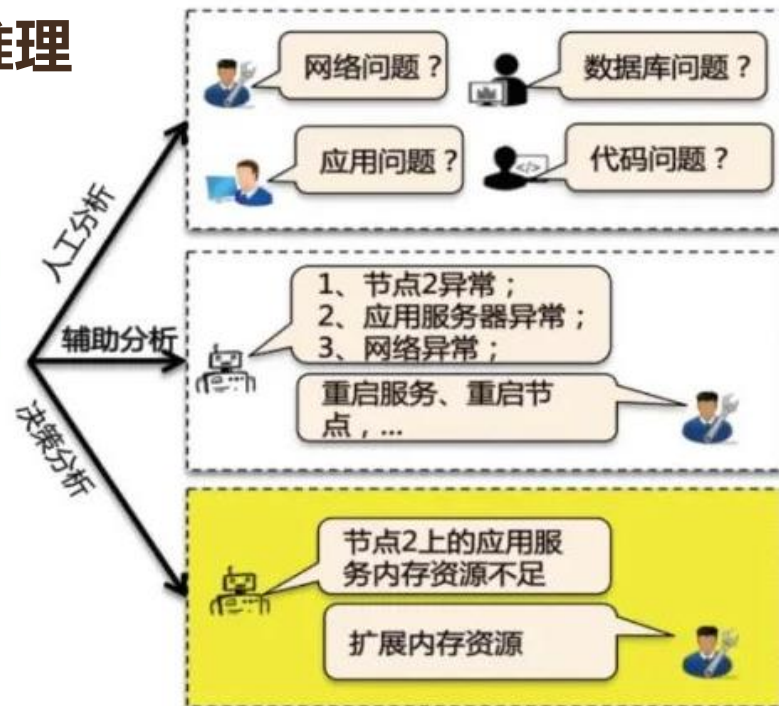 推理
网络问题？
数据库问题？
应用问题？
代码问题？
人工分析
辅助分析
1、节点2异常；
2、应用服务器异常；
3、网络异常；
重启服务、重启节
点，...
决策分析
节点2上的应用服
务内存资源不足
扩展内存资源